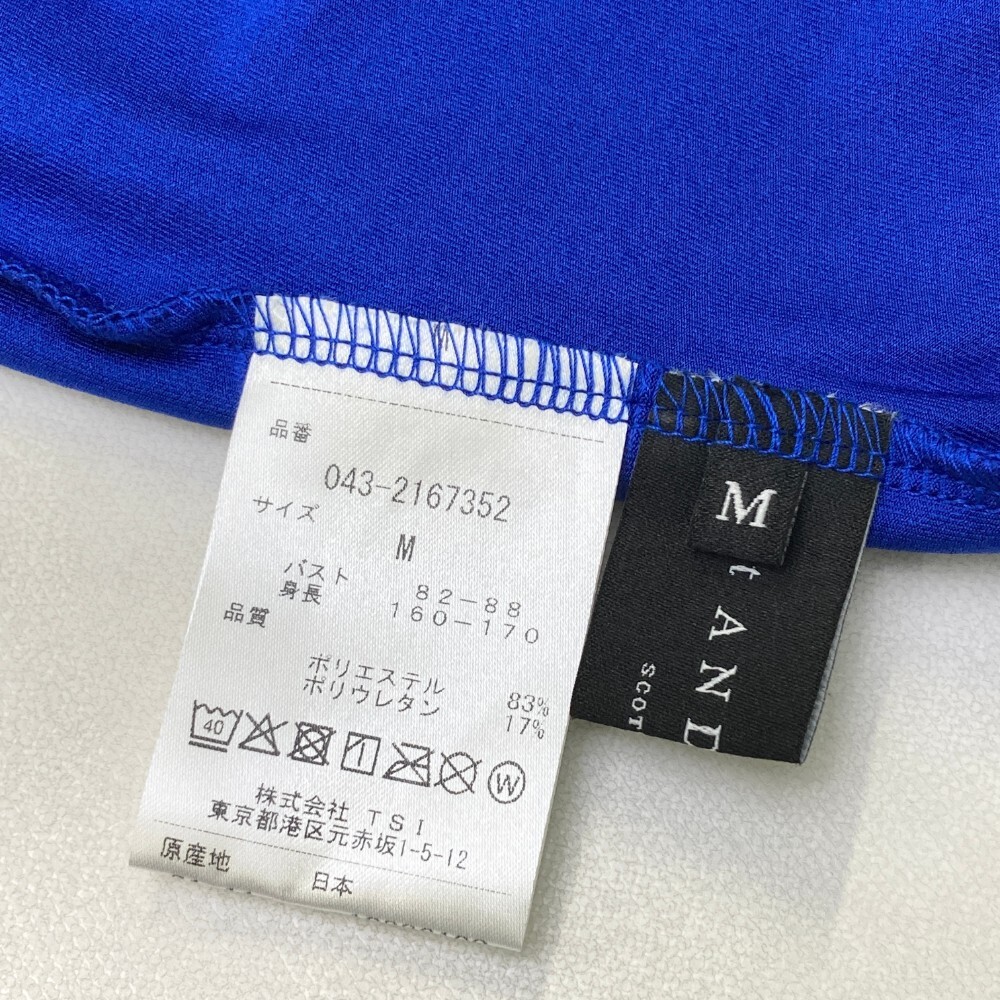 品番
043-2167352
サイズ
M
バスト 82-88
身長 160-170
品質
ポリエステル 83%
ポリウレタン 17%
40
W
株式会社 TSI
東京都港区元赤坂1-5-12
原産地 日本
M
t AND
SCOT